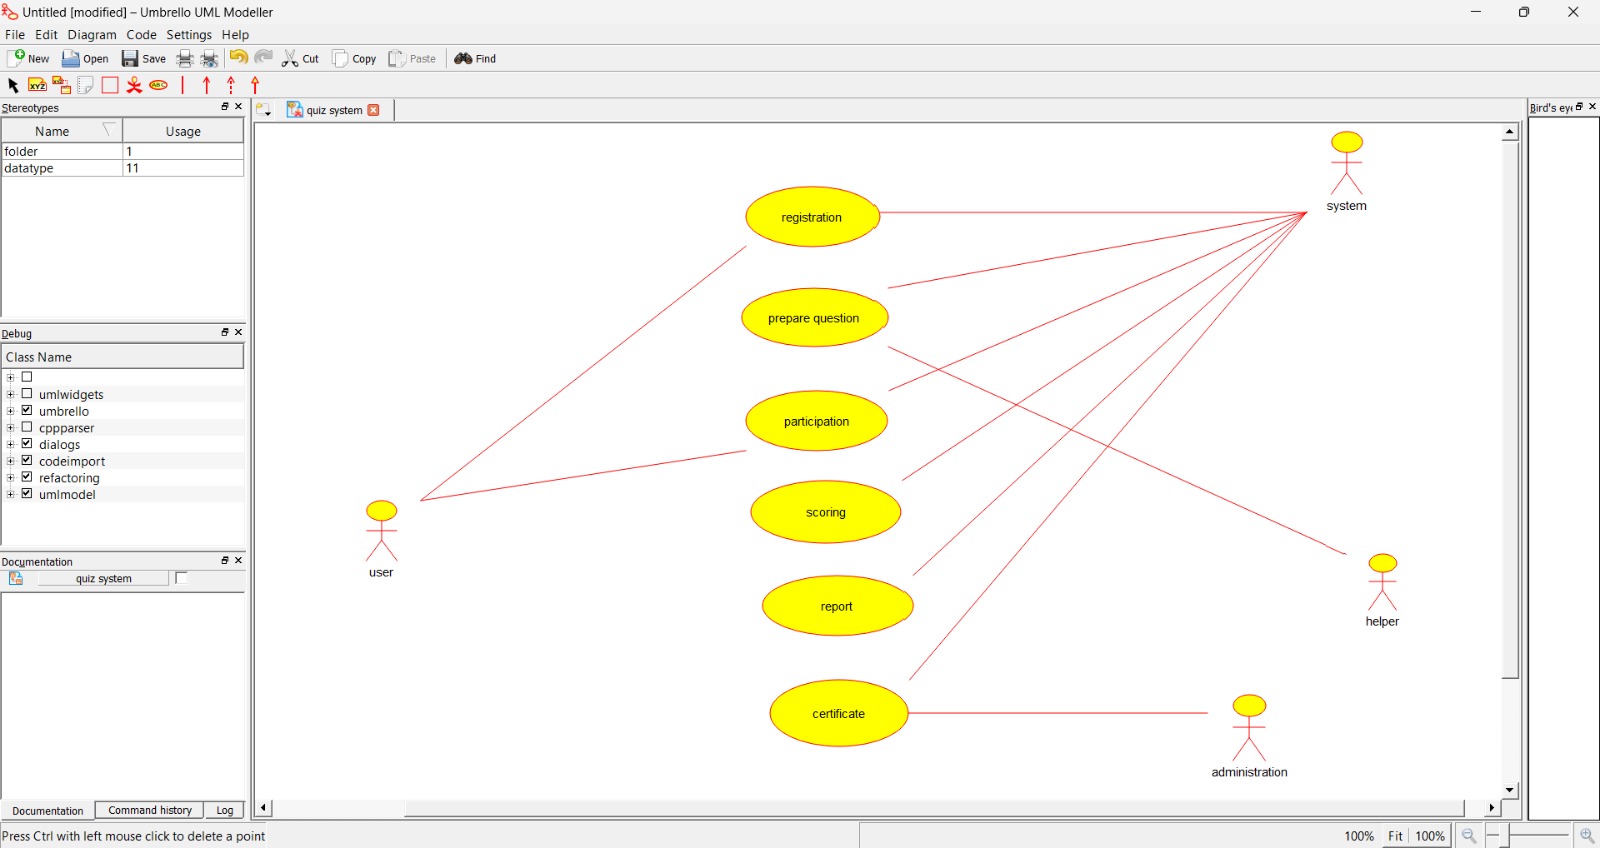 Untitled [modified] – Umbrello UML Modeller
File Edit Diagram Code Settings Help
New Open Save Cut Copy Paste Find
XYZ XYZ ABC
Stereotypes
Name Usage
folder 1
datatype 11
Debug
Class Name
umlwidgets
umbrello
cppparser
dialogs
codeimport
refactoring
umlmodel
Documentation
quiz system
Documentation Command history Log
quiz system
system
registration
prepare question
participation
scoring
user
report
helper
certificate
administration
Bird's eye
Press Ctrl with left mouse click to delete a point
100% Fit 100%